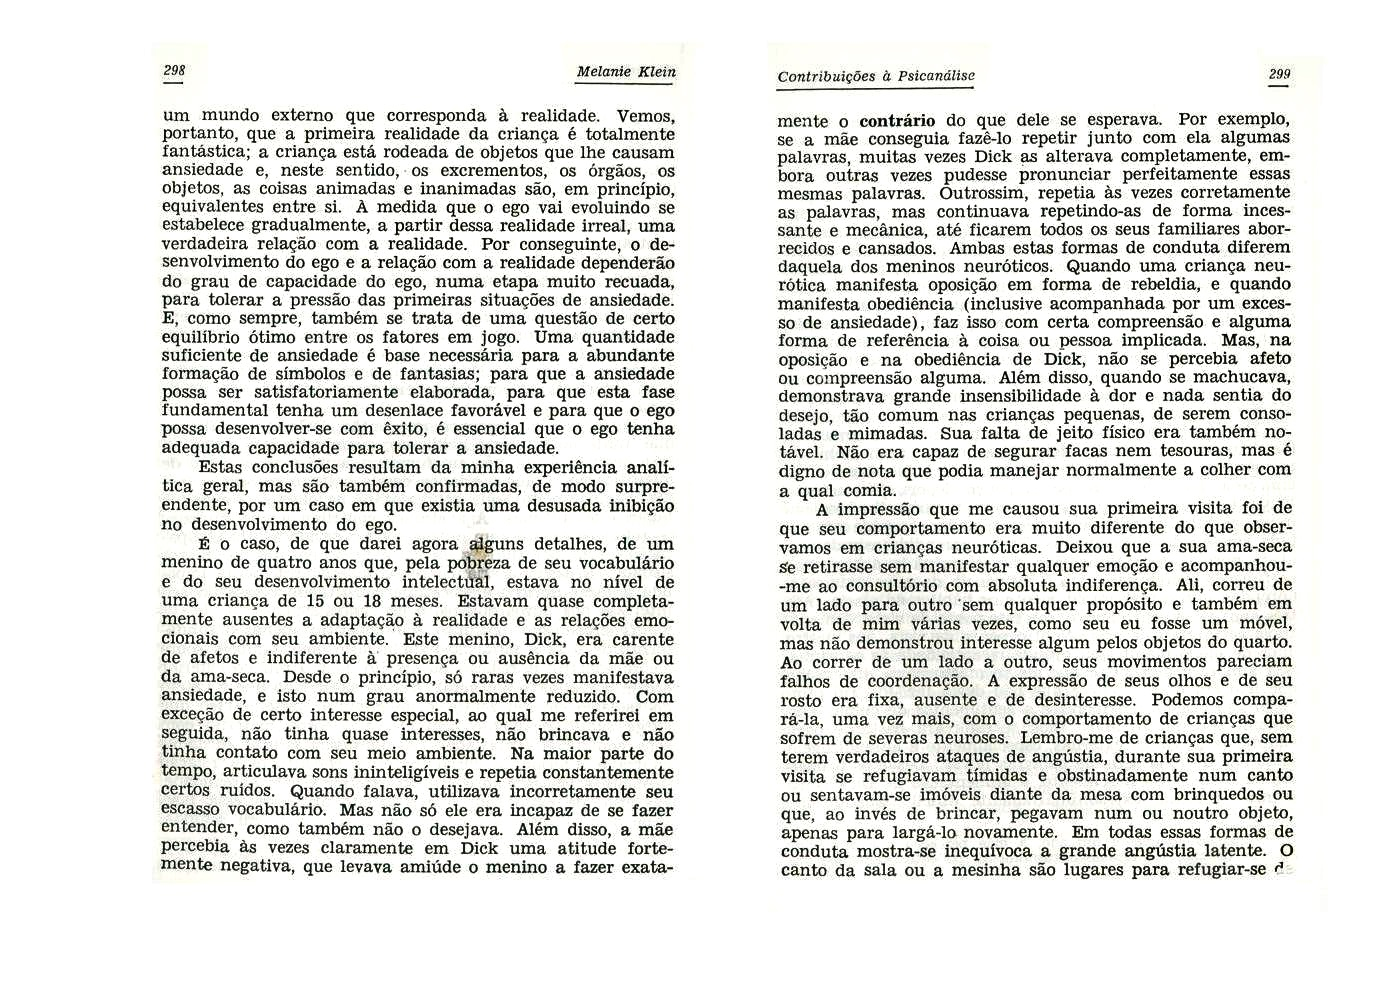 298
Melanie Klein
um mundo externo que corresponda à realidade. Vemos,
portanto, que a primeira realidade da criança é totalmente
fantástica; a criança está rodeada de objetos que lhe causam
ansiedade e, neste sentido, os excrementos, os órgãos, os
objetos, as coisas animadas e inanimadas são, em princípio,
equivalentes entre si. À medida que o ego vai evoluindo se
estabelece gradualmente, a partir dessa realidade irreal, uma
verdadeira relação com a realidade. Por conseguinte, o de-
senvolvimento do ego e a relação com a realidade dependerão
do grau de capacidade do ego, numa etapa muito recuada,
para tolerar a pressão das primeiras situações de ansiedade.
E, como sempre, também se trata de uma questão de certo
equilíbrio ótimo entre os fatores em jogo. Uma quantidade
suficiente de ansiedade é base necessária para a abundante
formação de símbolos e de fantasias; para que a ansiedade
possa ser satisfatoriamente elaborada, para que esta fase
fundamental tenha um desenlace favorável e para que o ego
possa desenvolver-se com êxito, é essencial que o ego tenha
adequada capacidade para tolerar a ansiedade.
Estas conclusões resultam da minha experiência analí-
tica geral, mas são também confirmadas, de modo surpre-
endente, por um caso em que existia uma desusada inibição
no desenvolvimento do ego.
É o caso, de que darei agora alguns detalhes, de um
menino de quatro anos que, pela pobreza de seu vocabulário
e do seu desenvolvimento intelectual, estava no nível de
uma criança de 15 ou 18 meses. Estavam quase completa-
mente ausentes a adaptação à realidade e as relações emo-
cionais com seu ambiente. Este menino, Dick, era carente
de afetos e indiferente à presença ou ausência da mãe ou
da ama-seca. Desde o princípio, só raras vezes manifestava
ansiedade, e isto num grau anormalmente reduzido. Com
exceção de certo interesse especial, ao qual me referirei em
seguida, não tinha quase interesses, não brincava e não
tinha contato com seu meio ambiente. Na maior parte do
tempo, articulava sons ininteligíveis e repetia constantemente
certos ruídos. Quando falava, utilizava incorretamente seu
escasso vocabulário. Mas não só ele era incapaz de se fazer
entender, como também não o desejava. Além disso, a mãe
percebia às vezes claramente em Dick uma atitude forte-
mente negativa, que levava amiúde o menino a fazer exata-
Contribuições à Psicanálise
299
mente o contrário do que dele se esperava. Por exemplo,
se a mãe conseguia fazê-lo repetir junto com ela algumas
palavras, muitas vezes Dick as alterava completamente, em-
bora outras vezes pudesse pronunciar perfeitamente essas
mesmas palavras. Outrossim, repetia às vezes corretamente
as palavras, mas continuava repetindo-as de forma inces-
sante e mecânica, até ficarem todos os seus familiares abor-
recidos e cansados. Ambas estas formas de conduta diferem
daquela dos meninos neuróticos. Quando uma criança neu-
rótica manifesta oposição em forma de rebeldia, e quando
manifesta obediência (inclusive acompanhada por um exces-
so de ansiedade), faz isso com certa compreensão e alguma
forma de referência à coisa ou pessoa implicada. Mas, na
oposição e na obediência de Dick, não se percebia afeto
ou compreensão alguma. Além disso, quando se machucava,
demonstrava grande insensibilidade à dor e nada sentia do
desejo, tão comum nas crianças pequenas, de serem conso-
ladas e mimadas. Sua falta de jeito físico era também no-
tável. Não era capaz de segurar facas nem tesouras, mas é
digno de nota que podia manejar normalmente a colher com
a qual comia.
A impressão que me causou sua primeira visita foi de
que seu comportamento era muito diferente do que obser-
vamos em crianças neuróticas. Deixou que a sua ama-seca
se retirasse sem manifestar qualquer emoção e acompanhou-
-me ao consultório com absoluta indiferença. Ali, correu de
um lado para outro sem qualquer propósito e também em
volta de mim várias vezes, como seu eu fosse um móvel,
mas não demonstrou interesse algum pelos objetos do quarto.
Ao correr de um lado a outro, seus movimentos pareciam
falhos de coordenação. A expressão de seus olhos e de seu
rosto era fixa, ausente e de desinteresse. Podemos compa-
rá-la, uma vez mais, com o comportamento de crianças que
sofrem de severas neuroses. Lembro-me de crianças que, sem
terem verdadeiros ataques de angústia, durante sua primeira
visita se refugiavam tímidas e obstinadamente num canto
ou sentavam-se imóveis diante da mesa com brinquedos ou
que, ao invés de brincar, pegavam num ou noutro objeto,
apenas para largá-lo novamente. Em todas essas formas de
conduta mostra-se inequívoca a grande angústia latente. O
canto da sala ou a mesinha são lugares para refugiar-se